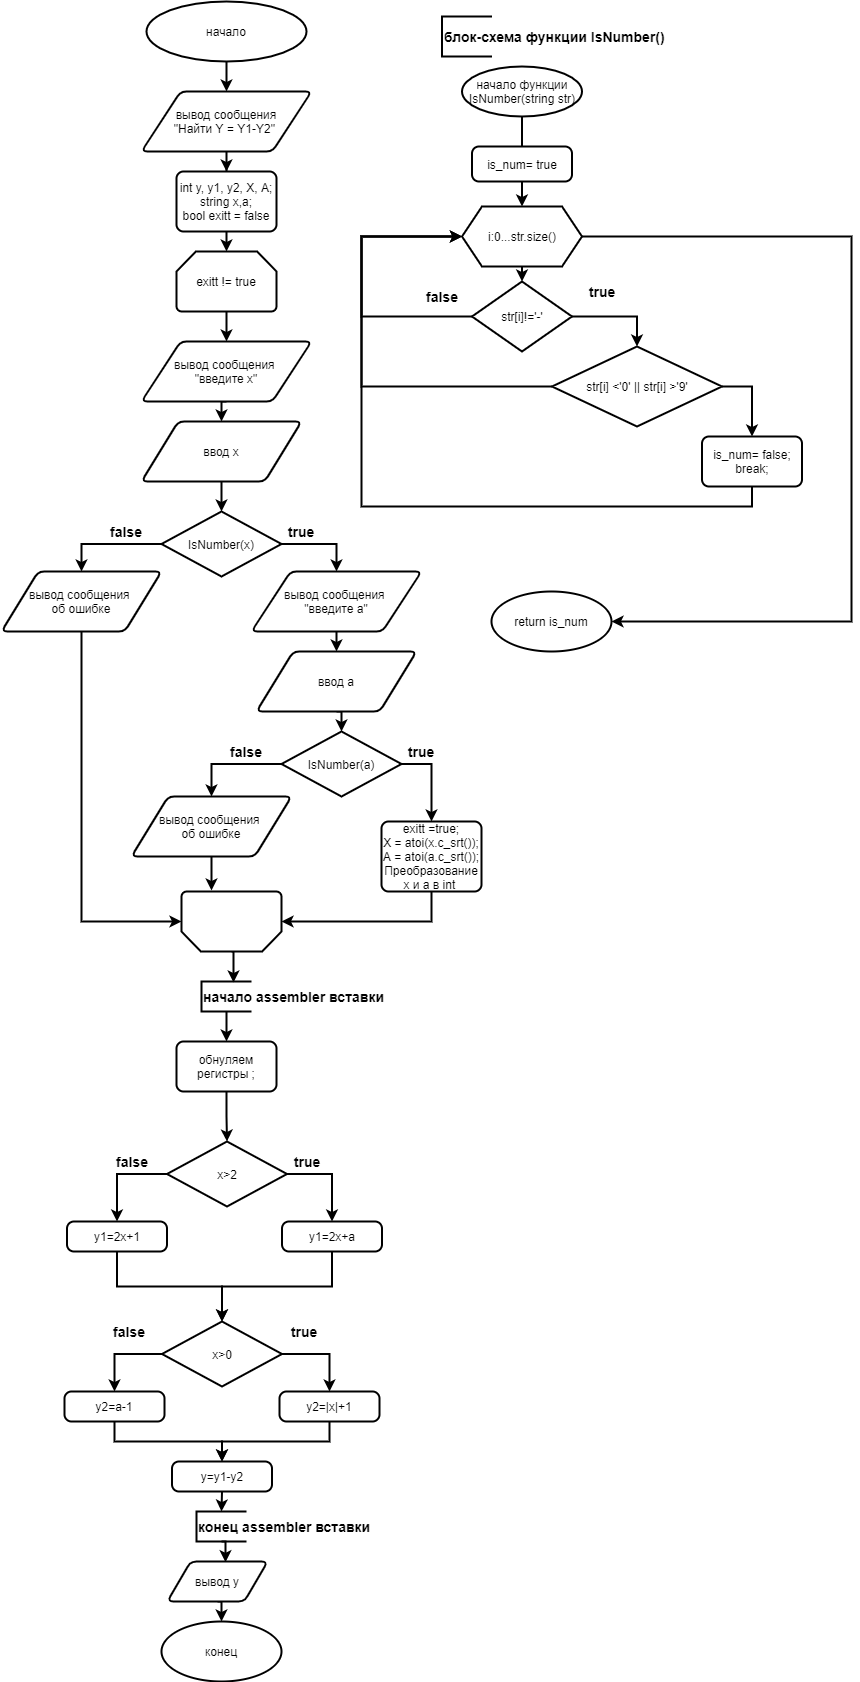 начало
вывод сообщения
"Найти Y = Y1-Y2"
int y, y1, y2, X, A;
string x,a;
bool exitt = false
exitt != true
вывод сообщения
"введите x"
ввод x
IsNumber(x)
false
true
вывод сообщения
об ошибке
вывод сообщения
"введите a"
ввод a
IsNumber(a)
false
true
вывод сообщения
об ошибке
exitt =true;
X = atoi(x.c_srt());
A = atoi(a.c_srt());
Преобразование
x и a в int
начало assembler вставки
обнуляем
регистры ;
x>2
false
true
y1=2x+1
y1=2x+a
x>0
false
true
y2=a-1
y2=|x|+1
y=y1-y2
конец assembler вставки
вывод y
конец
блок-схема функции IsNumber()
начало функции
IsNumber(string str)
is_num= true
i:0...str.size()
str[i]!='-'
false
true
str[i] <'0' || str[i] >'9'
is_num= false;
break;
return is_num